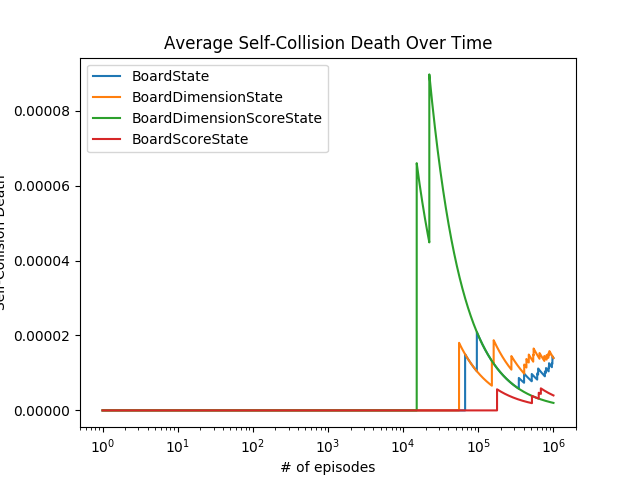 Average Self-Collision Death Over Time
BoardState
BoardDimensionState
BoardDimensionScoreState
BoardScoreState
Self-Collision Death
0.00008
0.00006
0.00004
0.00002
0.00000
10⁰ 10¹ 10² 10³ 10⁴ 10⁵ 10⁶
# of episodes